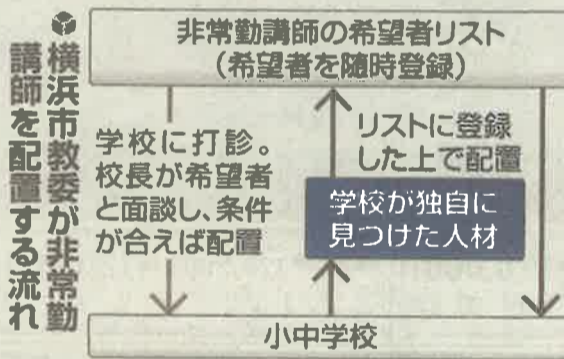 横浜市教委が非常勤
講師を配置する流れ
非常勤講師の希望者リスト
（希望者を随時登録）
学校に打診。
校長が希望者
と面談し、条件
が合えば配置
リストに登録
した上で配置
学校が独自に
見つけた人材
小中学校